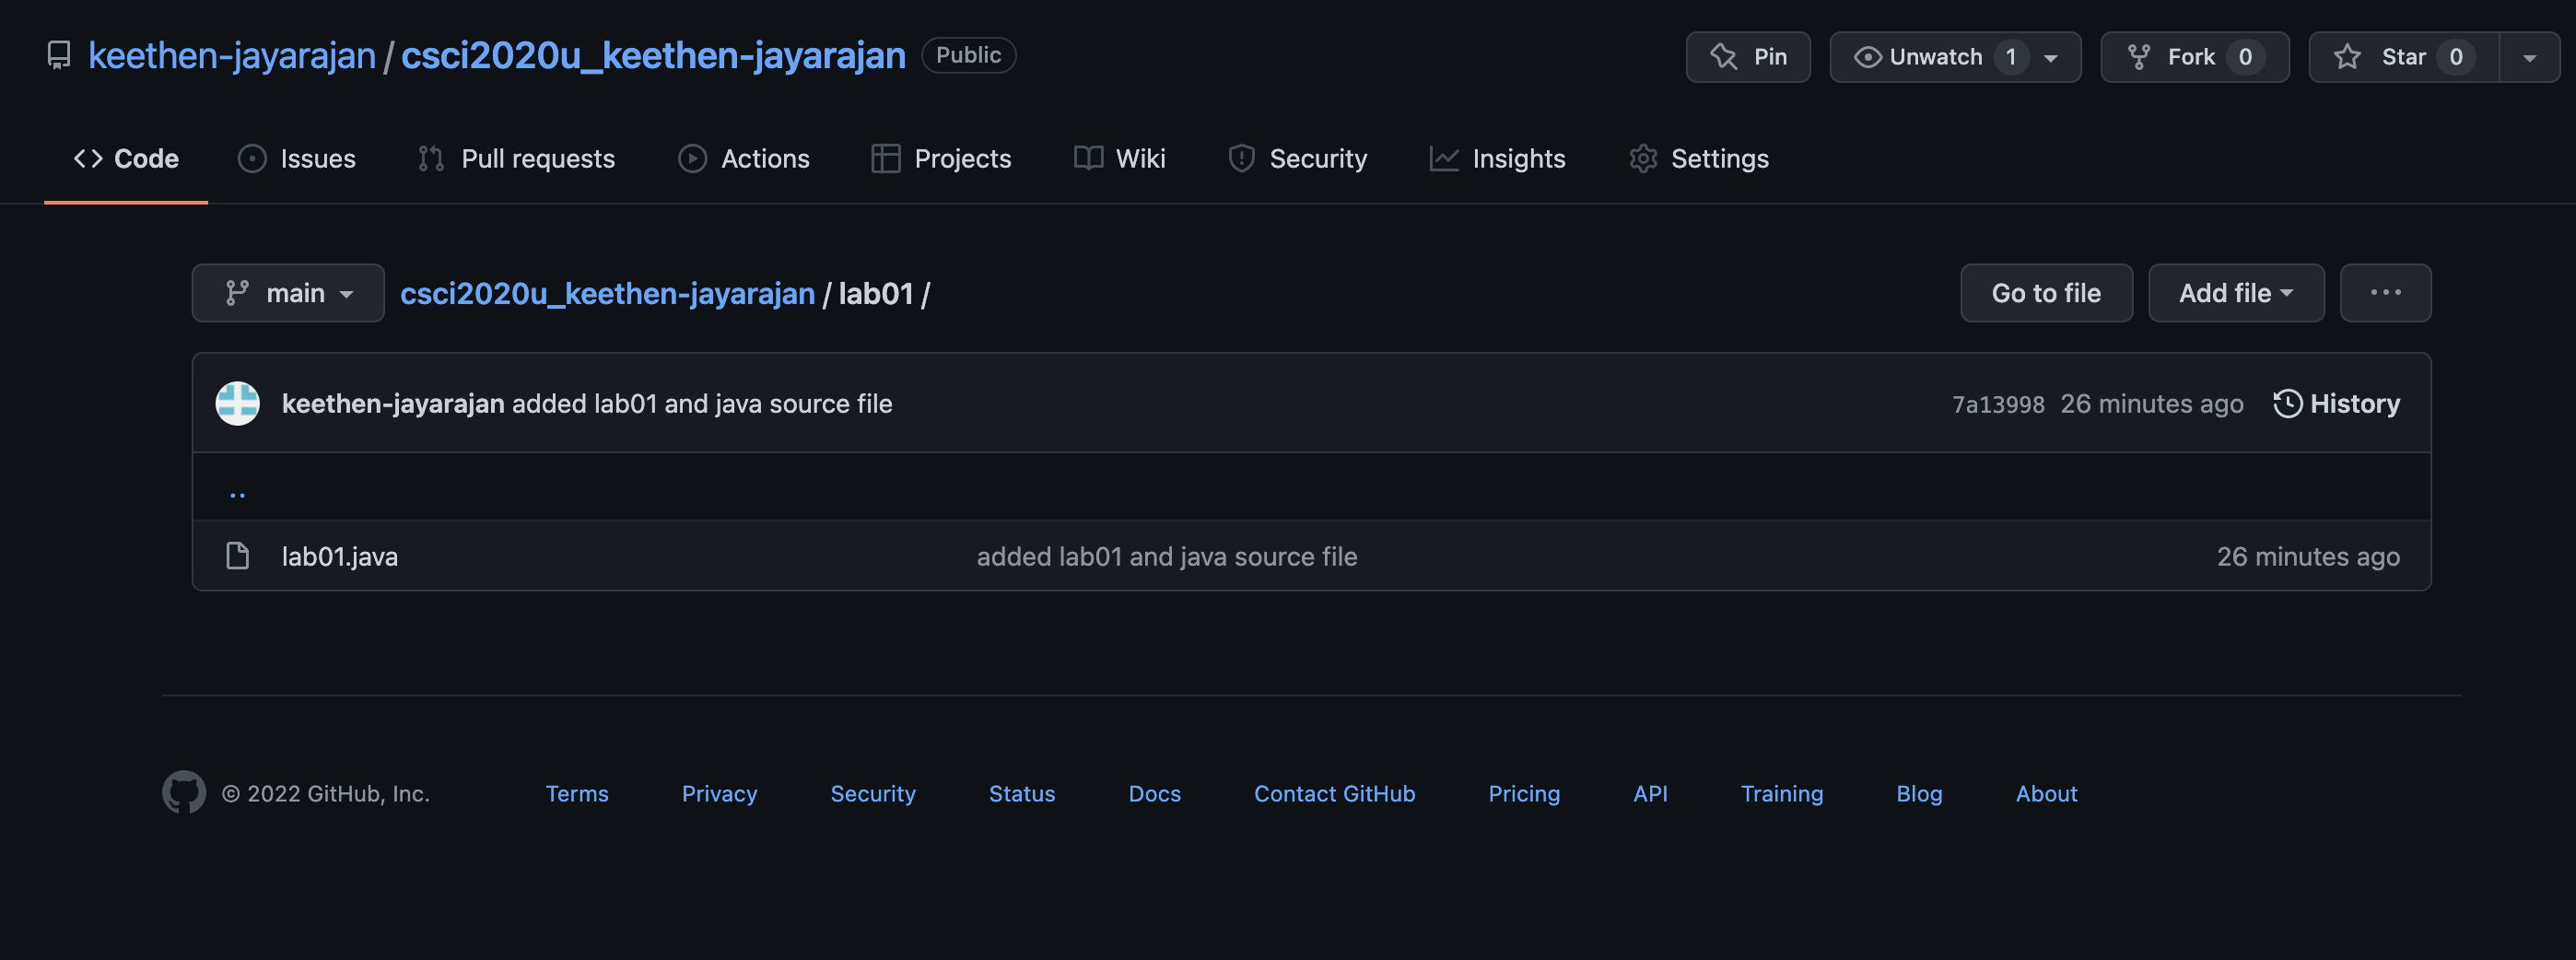 keethen-jayarajan / csci2020u_keethen-jayarajan Public Pin Unwatch 1 Fork 0 Star 0
Code Issues Pull requests Actions Projects Wiki Security Insights Settings
main csci2020u_keethen-jayarajan / lab01 / Go to file Add file ...
keethen-jayarajan added lab01 and java source file 7a13998 26 minutes ago History
..
lab01.java added lab01 and java source file 26 minutes ago
© 2022 GitHub, Inc. Terms Privacy Security Status Docs Contact GitHub Pricing API Training Blog About